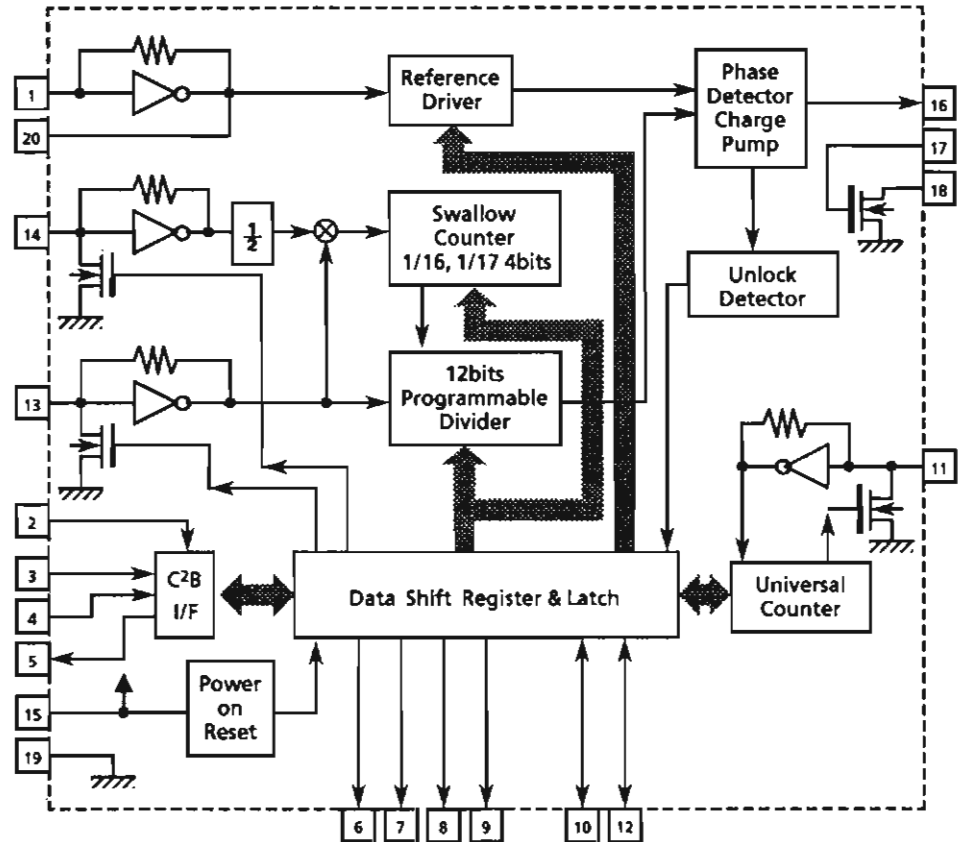 1
20
14
13
2
3
4
5
15
19
Reference
Driver
Phase
Detector
Charge
Pump
16
17
18
1
2
Swallow
Counter
1/16, 1/17 4bits
Unlock
Detector
12bits
Programmable
Divider
11
C²B
I/F
Data Shift Register & Latch
Universal
Counter
Power
on
Reset
6
7
8
9
10
12